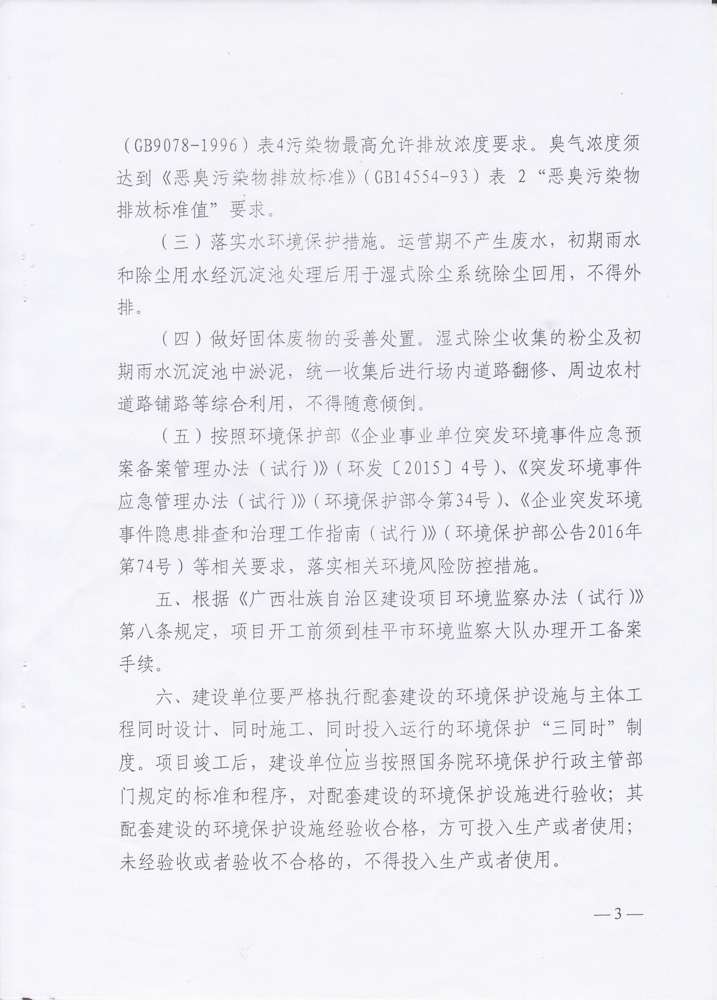 （GB9078-1996）表4污染物最高允许排放浓度要求。臭气浓度须
达到《恶臭污染物排放标准》（GB14554-93）表 2“恶臭污染物
排放标准值”要求。
（三）落实水环境保护措施。运营期不产生废水，初期雨水
和除尘用水经沉淀池处理后用于湿式除尘系统除尘回用，不得外
排。
（四）做好固体废物的妥善处置。湿式除尘收集的粉尘及初
期雨水沉淀池中淤泥，统一收集后进行场内道路翻修、周边农村
道路铺路等综合利用，不得随意倾倒。
（五）按照环境保护部《企业事业单位突发环境事件应急预
案备案管理办法（试行）》（环发〔2015〕4号）、《突发环境事件
应急管理办法（试行）》（环境保护部令第34号）、《企业突发环境
事件隐患排查和治理工作指南（试行）》（环境保护部公告2016年
第74号）等相关要求，落实相关环境风险防控措施。
五、根据《广西壮族自治区建设项目环境监察办法（试行）》
第八条规定，项目开工前须到桂平市环境监察大队办理开工备案
手续。
六、建设单位要严格执行配套建设的环境保护设施与主体工
程同时设计、同时施工、同时投入运行的环境保护“三同时”制
度。项目竣工后，建设单位应当按照国务院环境保护行政主管部
门规定的标准和程序，对配套建设的环境保护设施进行验收；其
配套建设的环境保护设施经验收合格，方可投入生产或者使用；
未经验收或者验收不合格的，不得投入生产或者使用。
—3—